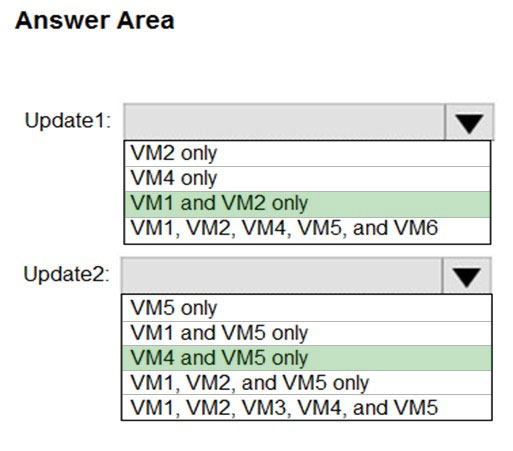 Answer Area
Update1:
VM2 only
VM4 only
VM1 and VM2 only
VM1, VM2, VM4, VM5, and VM6
Update2:
VM5 only
VM1 and VM5 only
VM4 and VM5 only
VM1, VM2, and VM5 only
VM1, VM2, VM3, VM4, and VM5